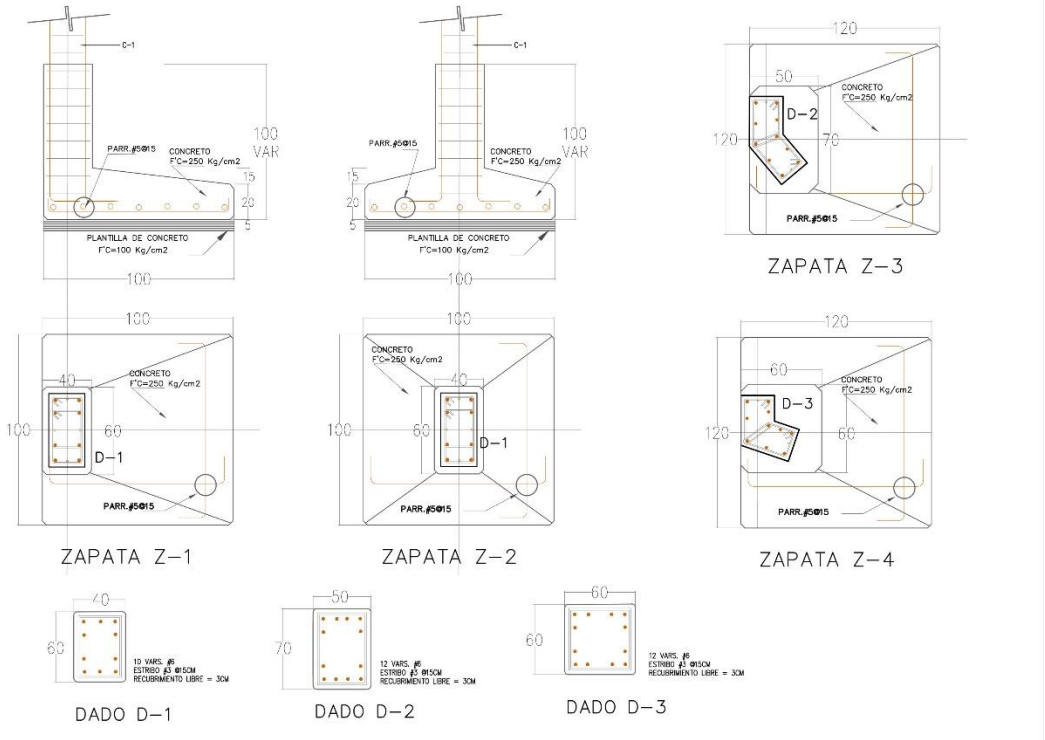 C-1
100
VAR
PARR.#5@15
CONCRETO
F'C=250 Kg/cm2
15
20
5
PLANTILLA DE CONCRETO
F'C=100 Kg/cm2
100
C-1
100
VAR
PARR.#5@15
CONCRETO
F'C=250 Kg/cm2
15
20
5
PLANTILLA DE CONCRETO
F'C=100 Kg/cm2
100
120
50
CONCRETO
F'C=250 Kg/cm2
D-2
120
70
PARR.#5@15
ZAPATA Z-3
100
CONCRETO
F'C=250 Kg/cm2
40
100
60
D-1
PARR.#5@15
ZAPATA Z-1
100
CONCRETO
F'C=250 Kg/cm2
40
100
60
D-1
PARR.#5@15
ZAPATA Z-2
120
60
CONCRETO
F'C=250 Kg/cm2
D-3
120
60
PARR.#5@15
ZAPATA Z-4
40
60
10 VARS. #6
ESTRIBO #3 @15CM
RECUBRIMIENTO LIBRE = 3CM
DADO D-1
50
70
12 VARS. #6
ESTRIBO #3 @15CM
RECUBRIMIENTO LIBRE = 3CM
DADO D-2
60
60
12 VARS. #6
ESTRIBO #3 @15CM
RECUBRIMIENTO LIBRE = 3CM
DADO D-3